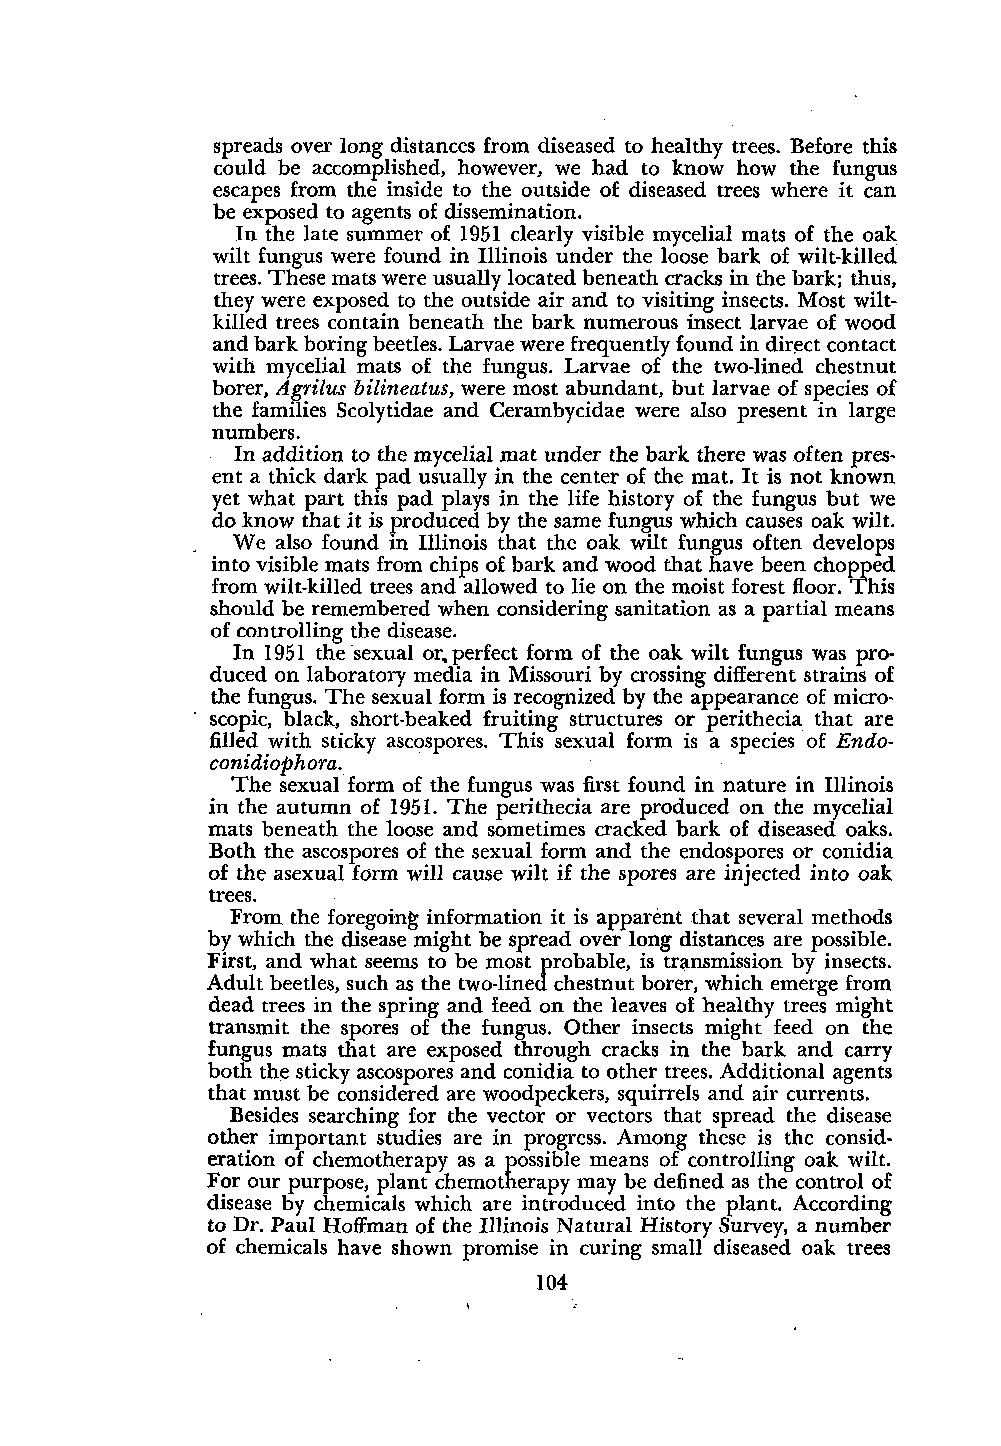 spreads over long distances from diseased to healthy trees. Before this
could be accomplished, however, we had to know how the fungus
escapes from the inside to the outside of diseased trees where it can
be exposed to agents of dissemination.
In the late summer of 1951 clearly visible mycelial mats of the oak
wilt fungus were found in Illinois under the loose bark of wilt-killed
trees. These mats were usually located beneath cracks in the bark; thus,
they were exposed to the outside air and to visiting insects. Most wilt-
killed trees contain beneath the bark numerous insect larvae of wood
and bark boring beetles. Larvae were frequently found in direct contact
with mycelial mats of the fungus. Larvae of the two-lined chestnut
borer, Agrilus bilineatus, were most abundant, but larvae of species of
the families Scolytidae and Cerambycidae were also present in large
numbers.
In addition to the mycelial mat under the bark there was often pres-
ent a thick dark pad usually in the center of the mat. It is not known
yet what part this pad plays in the life history of the fungus but we
do know that it is produced by the same fungus which causes oak wilt.
We also found in Illinois that the oak wilt fungus often develops
into visible mats from chips of bark and wood that have been chopped
from wilt-killed trees and allowed to lie on the moist forest floor. This
should be remembered when considering sanitation as a partial means
of controlling the disease.
In 1951 the sexual or perfect form of the oak wilt fungus was pro-
duced on laboratory media in Missouri by crossing different strains of
the fungus. The sexual form is recognized by the appearance of micro-
scopic, black, short-beaked fruiting structures or perithecia that are
filled with sticky ascospores. This sexual form is a species of Endo-
conidiophora.
The sexual form of the fungus was first found in nature in Illinois
in the autumn of 1951. The perithecia are produced on the mycelial
mats beneath the loose and sometimes cracked bark of diseased oaks.
Both the ascospores of the sexual form and the endospores or conidia
of the asexual form will cause wilt if the spores are injected into oak
trees.
From the foregoing information it is apparent that several methods
by which the disease might be spread over long distances are possible.
First, and what seems to be most probable, is transmission by insects.
Adult beetles, such as the two-lined chestnut borer, which emerge from
dead trees in the spring and feed on the leaves of healthy trees might
transmit the spores of the fungus. Other insects might feed on the
fungus mats that are exposed through cracks in the bark and carry
both the sticky ascospores and conidia to other trees. Additional agents
that must be considered are woodpeckers, squirrels and air currents.
Besides searching for the vector or vectors that spread the disease
other important studies are in progress. Among these is the consid-
eration of chemotherapy as a possible means of controlling oak wilt.
For our purpose, plant chemotherapy may be defined as the control of
disease by chemicals which are introduced into the plant. According
to Dr. Paul Hoffman of the Illinois Natural History Survey, a number
of chemicals have shown promise in curing small diseased oak trees
104